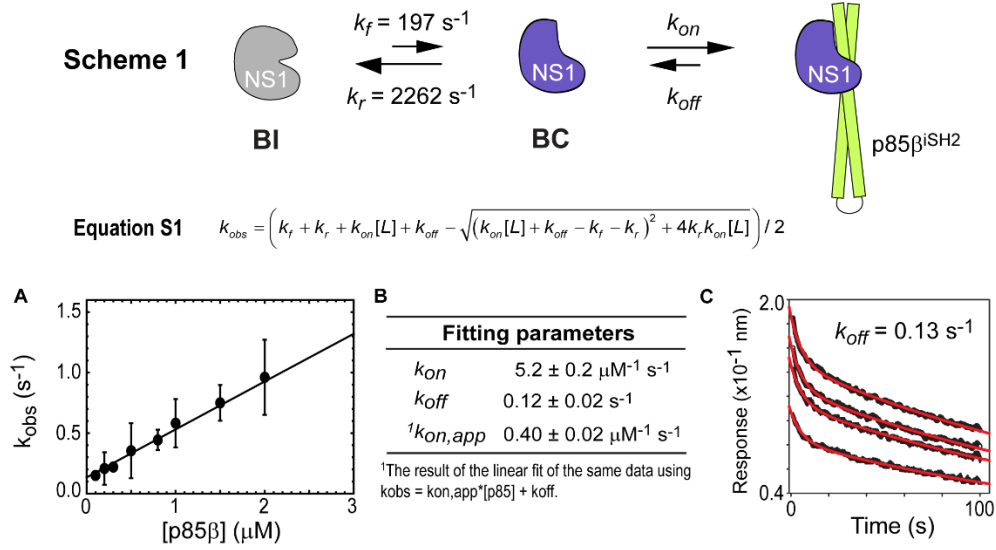 Scheme 1
NS1
BI
k_f = 197 s⁻¹
k_r = 2262 s⁻¹
NS1
BC
k_on
k_off
NS1
p85β^iSH2
Equation S1 k_obs = (k_f + k_r + k_on[L] + k_off − √((k_on[L] + k_off − k_f − k_r)² + 4k_r k_on[L])) / 2
A
k_obs (s⁻¹)
1.5
1.0
0.5
0.0
0 1 2 3
[p85β] (μM)
B
Fitting parameters
k_on 5.2 ± 0.2 μM⁻¹ s⁻¹
k_off 0.12 ± 0.02 s⁻¹
¹k_on,app 0.40 ± 0.02 μM⁻¹ s⁻¹
¹The result of the linear fit of the same data using
kobs = kon,app*[p85] + koff.
C
k_off = 0.13 s⁻¹
Response (x10⁻¹ nm)
2.0
0.4
0 100
Time (s)